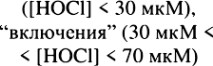 ([HOCl] < 30 мкМ),
“включения” (30 мкМ <
< [HOCl] < 70 мкМ)